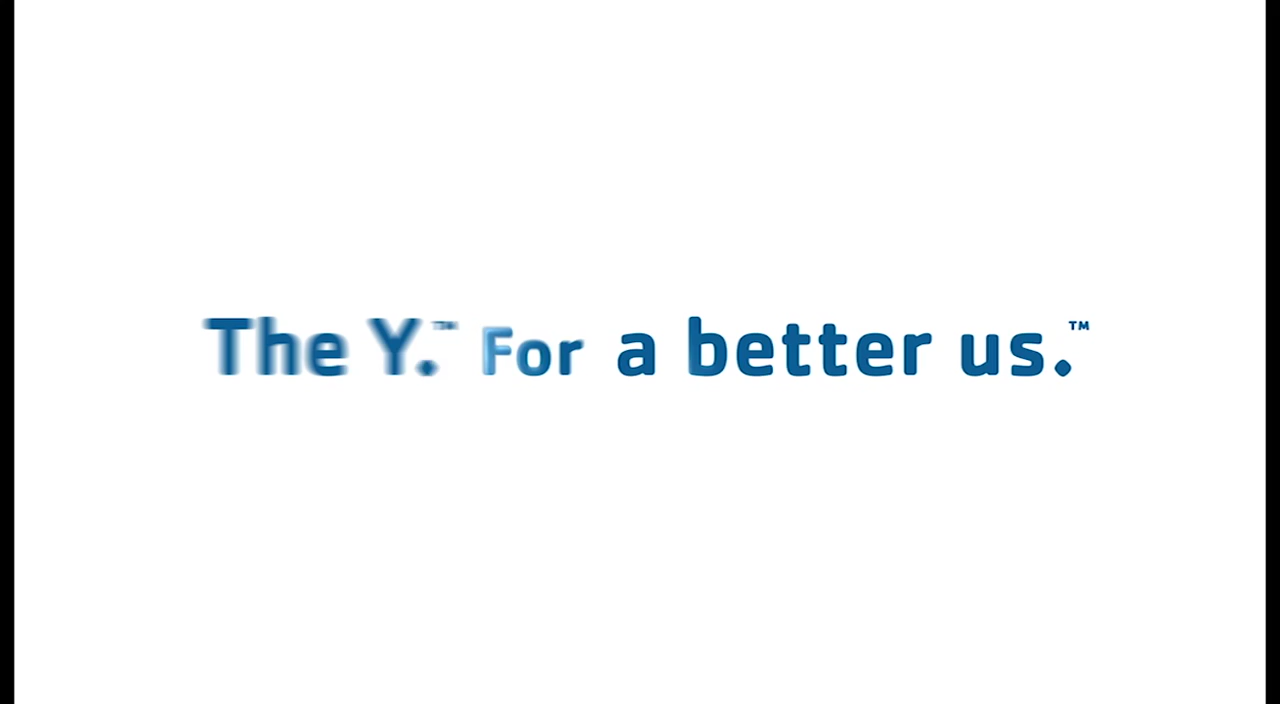 The Y.™ For a better us.™